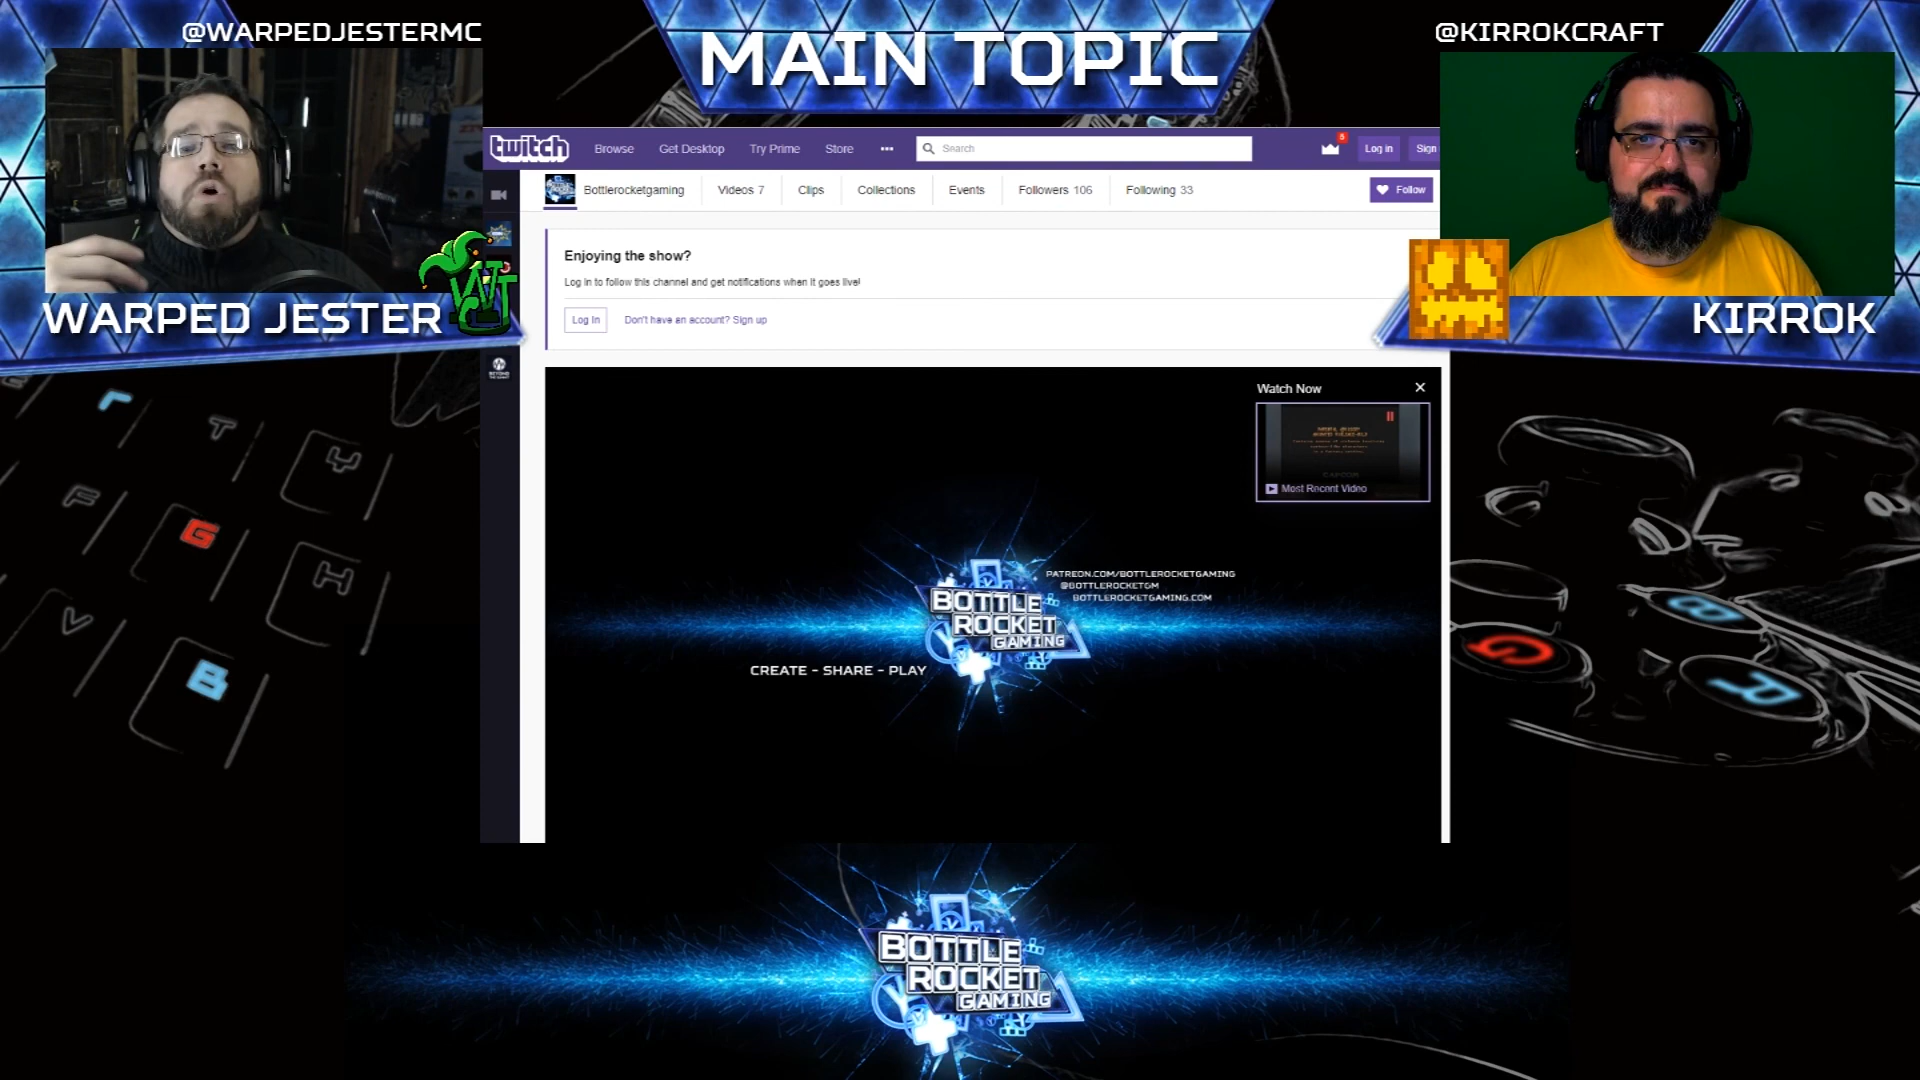 @WARPEDJESTERMC
MAIN TOPIC
@KIRROKCRAFT
twitch
Browse
Get Desktop
Try Prime
Store
Search
Log in
Sign
Bottlerocketgaming
Videos 7
Clips
Collections
Events
Followers 106
Following 33
Follow
Enjoying the show?
Log in to follow this channel and get notifications when it goes live!
Log In
Don't have an account? Sign up
WARPED JESTER
WJ
KIRROK
Watch Now
Most Recent Video
PATREON.COM/BOTTLEROCKETGAMING
@BOTTLEROCKETGM
BOTTLEROCKETGAMING.COM
BOTTLE
ROCKET
GAMING
CREATE - SHARE - PLAY
T
Y
F
G
H
V
B
B
G
R
BOTTLE
ROCKET
GAMING